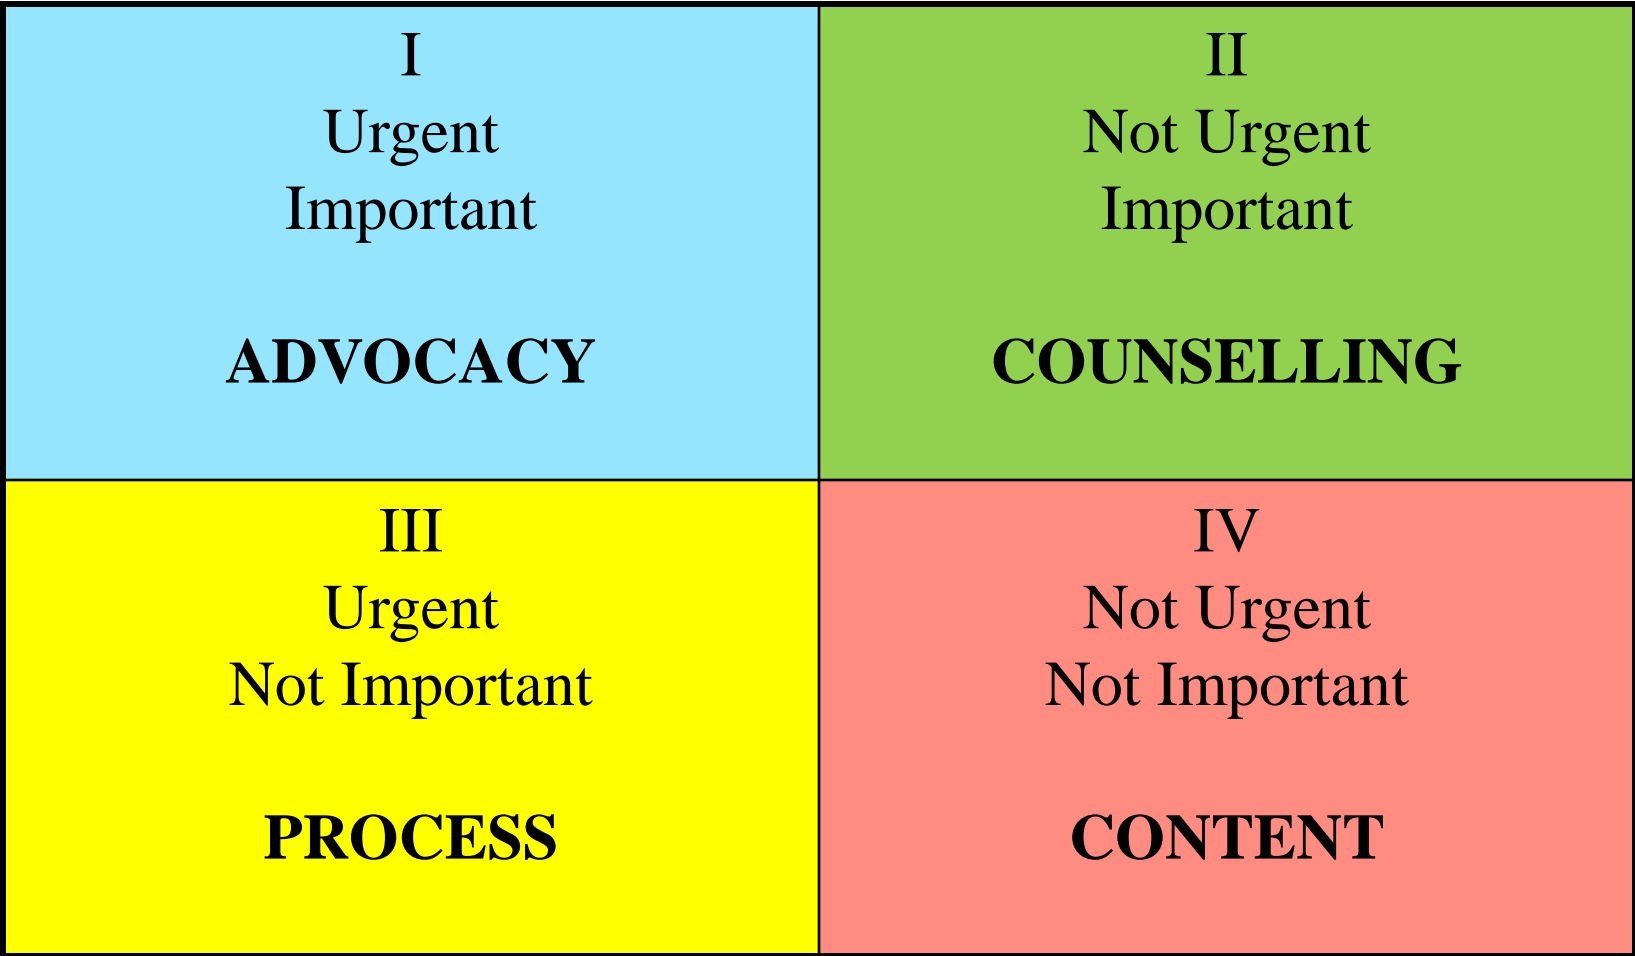 I
Urgent
Important
ADVOCACY
II
Not Urgent
Important
COUNSELLING
III
Urgent
Not Important
PROCESS
IV
Not Urgent
Not Important
CONTENT